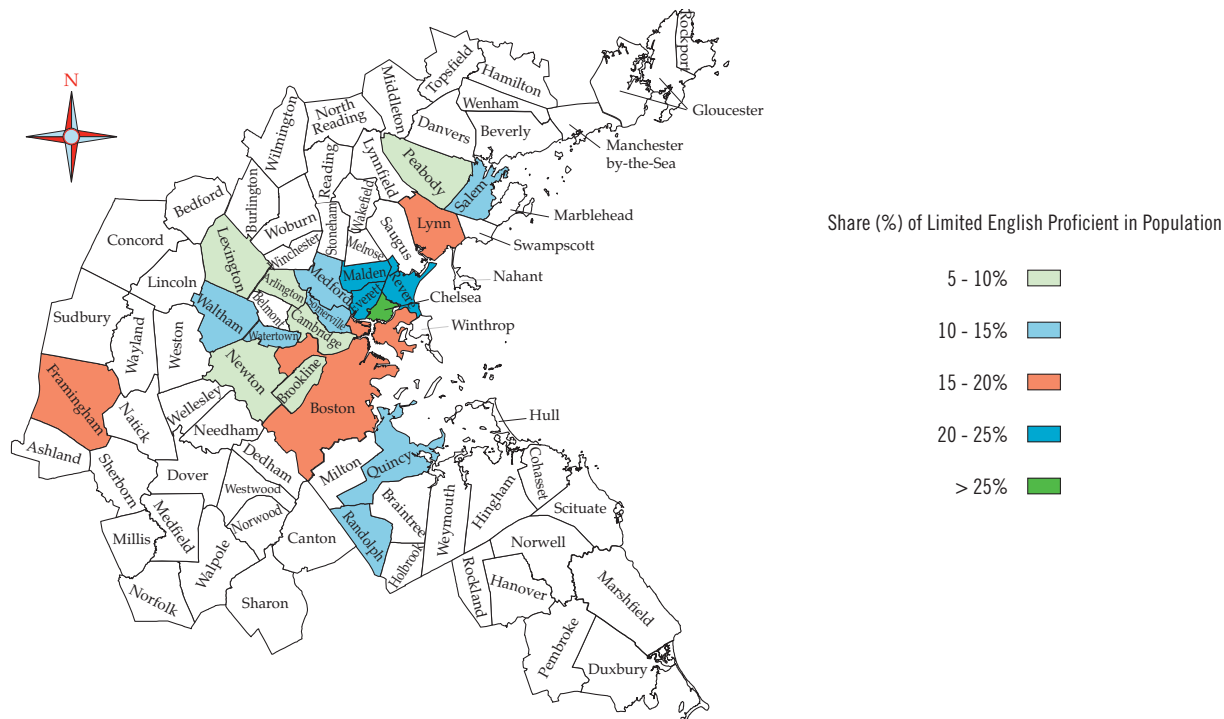 N
Rockport
Topsfield
Hamilton
Middleton
Wenham
Gloucester
North
Reading
Wilmington
Danvers
Beverly
Manchester
by-the-Sea
Reading
Lynnfield
Peabody
Salem
Bedford
Burlington
Woburn
Stoneham
Wakefield
Saugus
Lynn
Marblehead
Swampscott
Concord
Lexington
Winchester
Melrose
Nahant
Lincoln
Arlington
Medford
Malden
Revere
Everett
Chelsea
Sudbury
Waltham
Belmont
Somerville
Cambridge
Winthrop
Watertown
Wayland
Weston
Newton
Brookline
Framingham
Natick
Wellesley
Needham
Boston
Hull
Ashland
Sherborn
Dover
Dedham
Westwood
Milton
Quincy
Cohasset
Medfield
Norwood
Braintree
Weymouth
Hingham
Scituate
Millis
Walpole
Canton
Randolph
Holbrook
Norwell
Norfolk
Sharon
Rockland
Hanover
Marshfield
Pembroke
Duxbury
Share (%) of Limited English Proficient in Population
5 - 10%
10 - 15%
15 - 20%
20 - 25%
> 25%